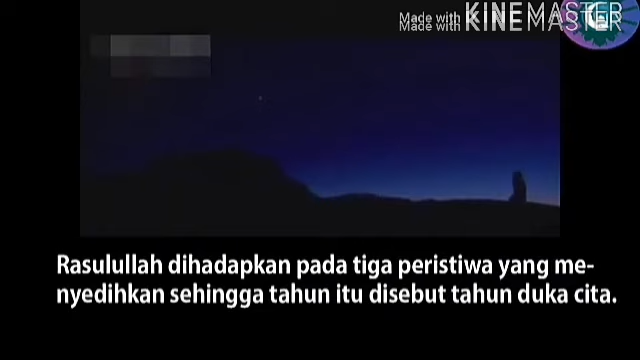 Made with KINEMASTER
Made with KINEMASTER
Rasulullah dihadapkan pada tiga peristiwa yang me-
nyedihkan sehingga tahun itu disebut tahun duka cita.